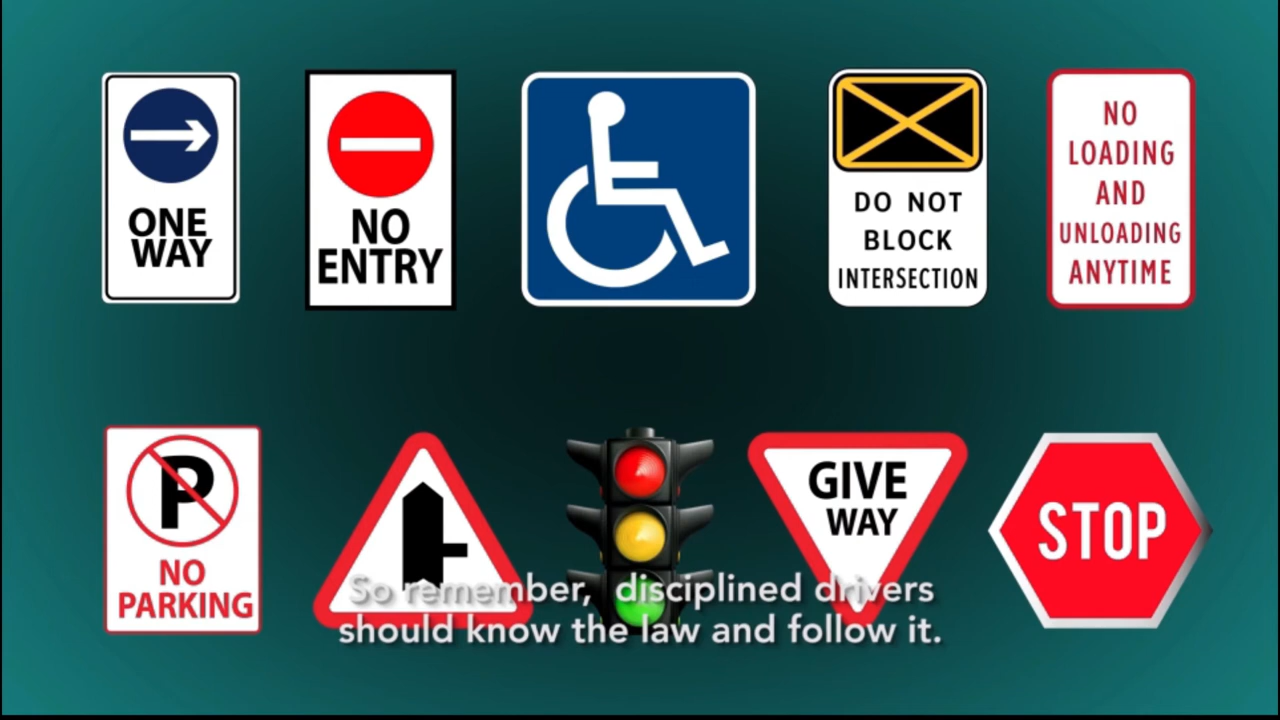 ONE
WAY
NO
ENTRY
DO NOT
BLOCK
INTERSECTION
NO
LOADING
AND
UNLOADING
ANYTIME
P
NO
PARKING
GIVE
WAY
STOP
So remember, disciplined drivers
should know the law and follow it.